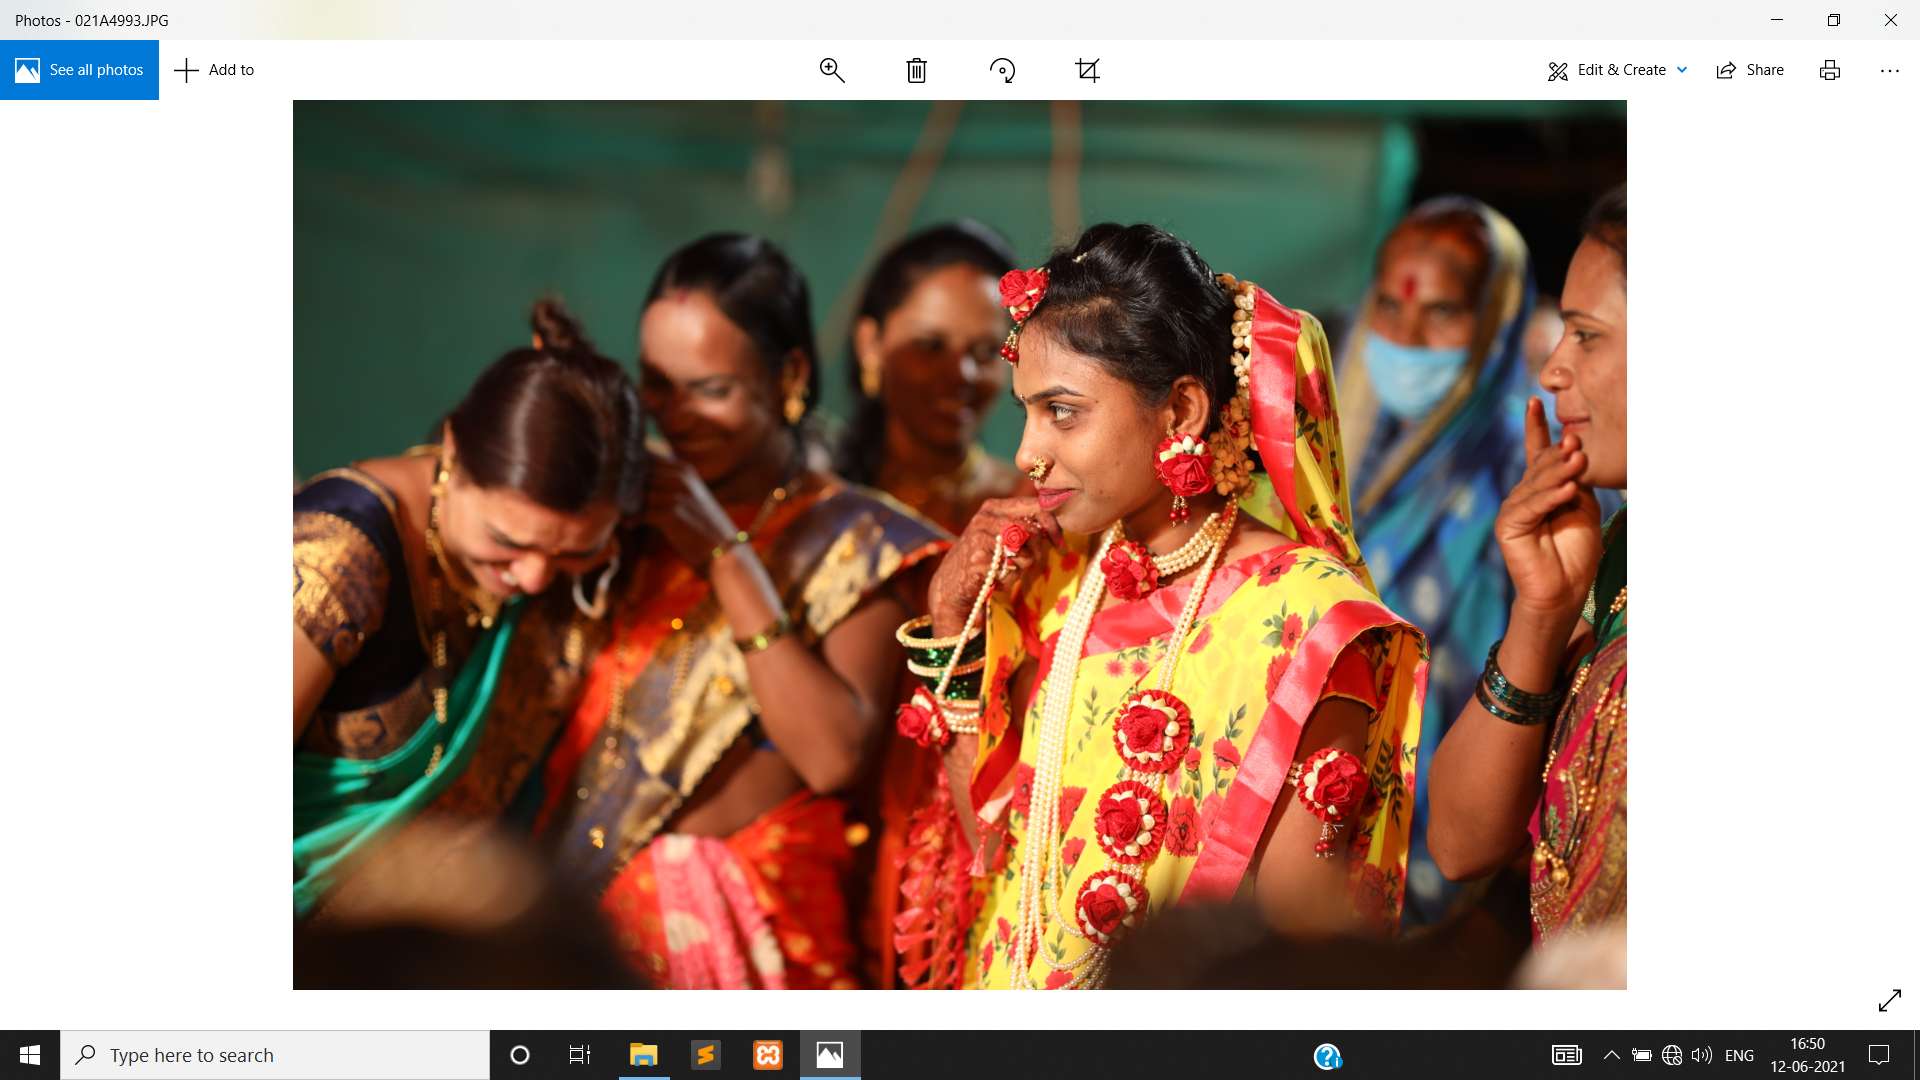 Photos - 021A4993.JPG
See all photos
Add to
Edit & Create
Share
Type here to search
ENG
16:50
12-06-2021